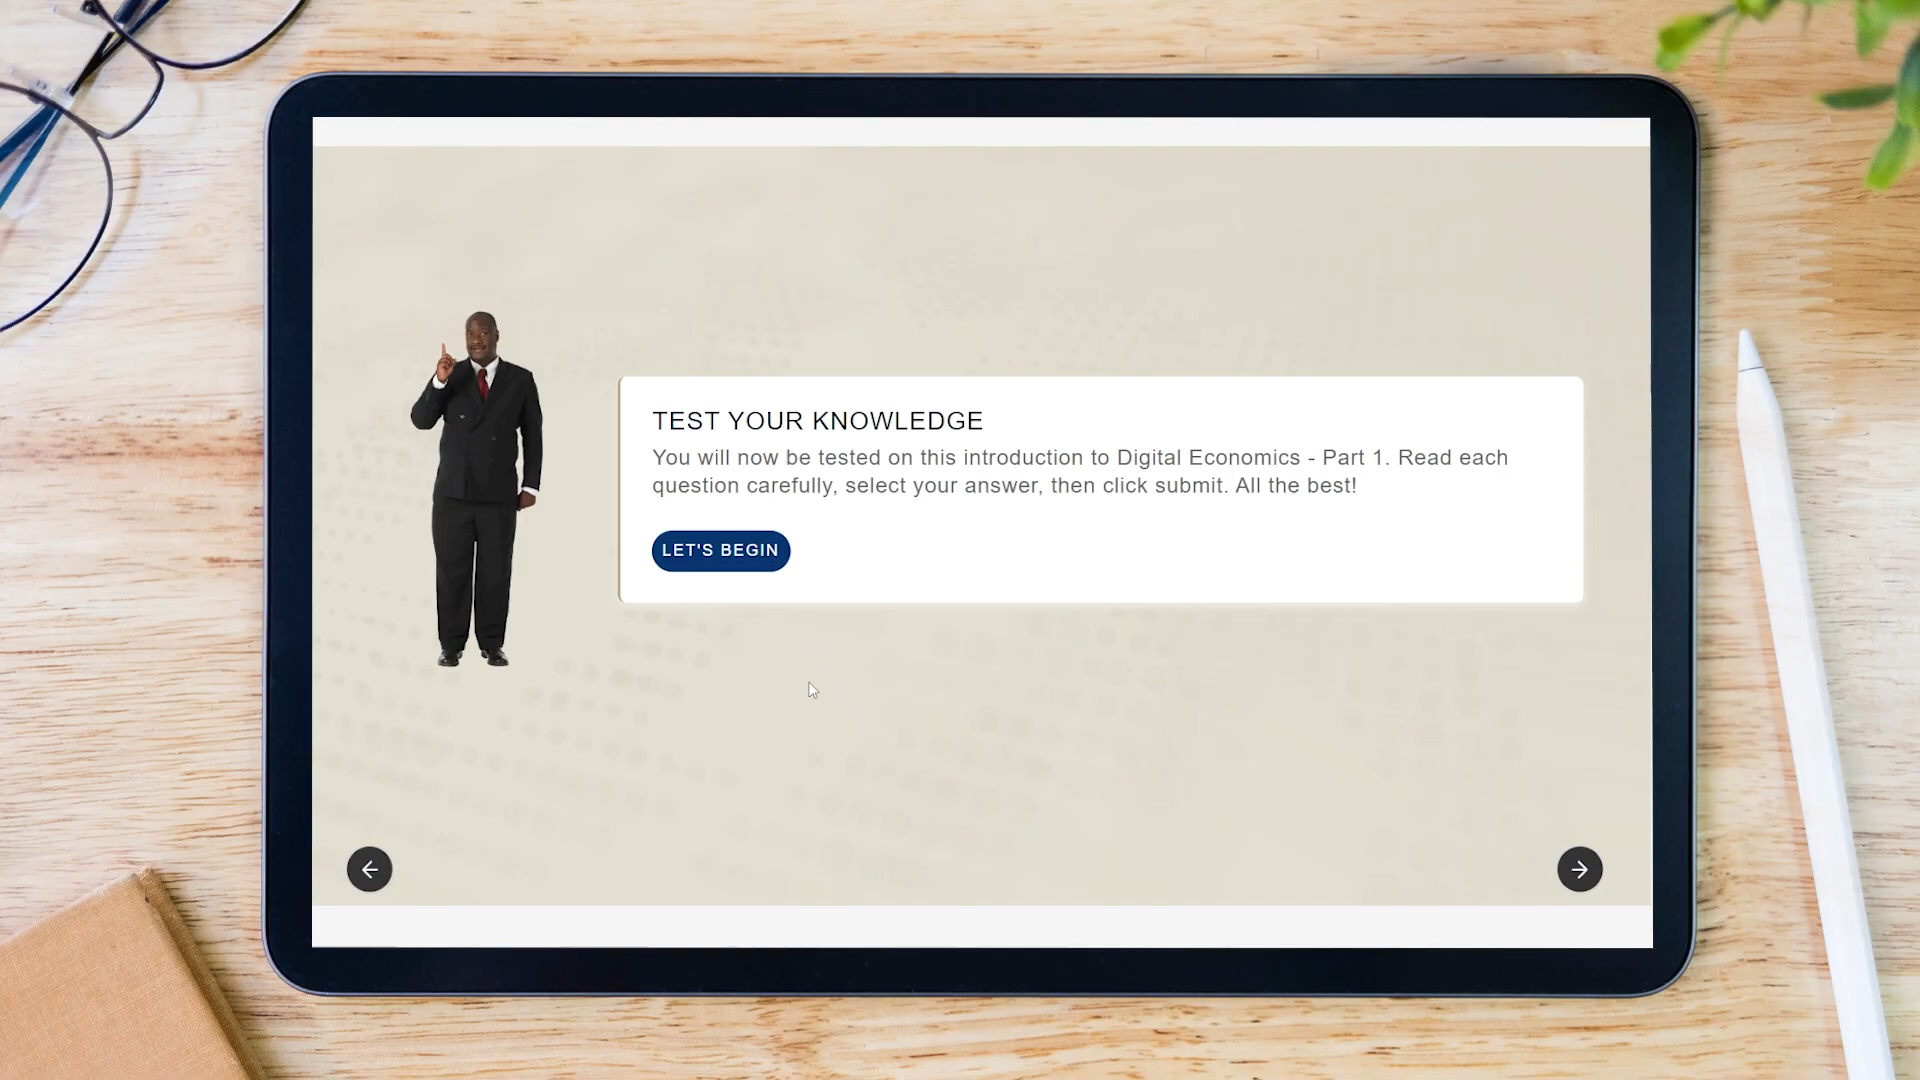 TEST YOUR KNOWLEDGE
You will now be tested on this introduction to Digital Economics - Part 1. Read each
question carefully, select your answer, then click submit. All the best!
LET'S BEGIN